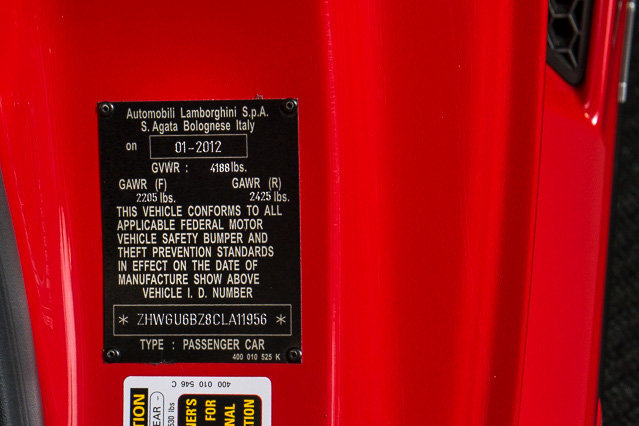 Automobili Lamborghini S.p.A.
S. Agata Bolognese Italy
on 01-2012
GVWR : 4188 lbs.
GAWR (F) GAWR (R)
2205 lbs. 2425 lbs.
THIS VEHICLE CONFORMS TO ALL
APPLICABLE FEDERAL MOTOR
VEHICLE SAFETY BUMPER AND
THEFT PREVENTION STANDARDS
IN EFFECT ON THE DATE OF
MANUFACTURE SHOW ABOVE
VEHICLE I. D. NUMBER
* ZHWGU6BZ8CLA11956 *
TYPE : PASSENGER CAR
400 010 525 K
400 010 546 C
FOR